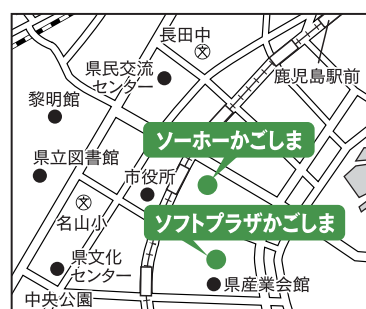 長田中
県民交流
センター
鹿児島駅前
黎明館
ソーホーかごしま
県立図書館
市役所
名山小
ソフトプラザかごしま
県文化
センター
県産業会館
中央公園